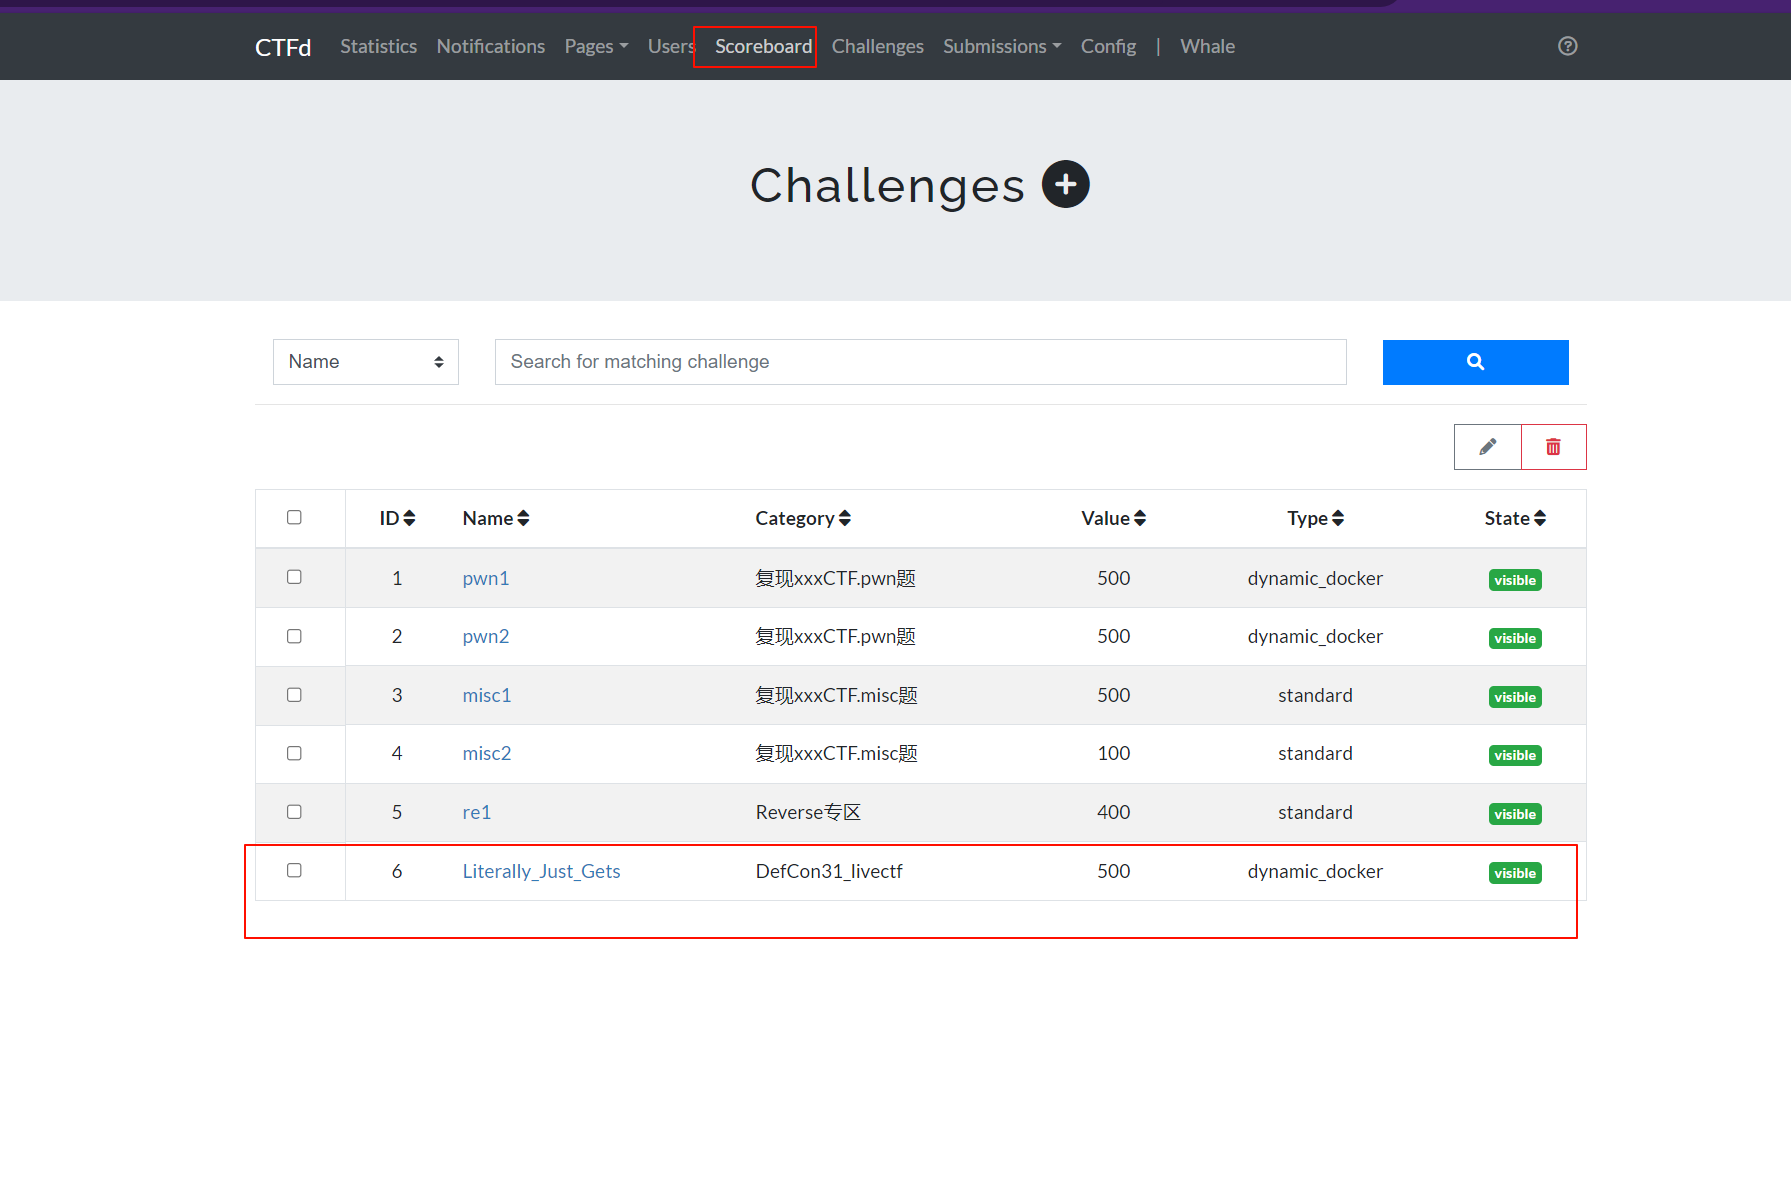 CTFd Statistics Notifications Pages Users Scoreboard Challenges Submissions Config | Whale
Challenges
Name Search for matching challenge
ID Name Category Value Type State
1 pwn1 复现xxxCTF.pwn题 500 dynamic_docker visible
2 pwn2 复现xxxCTF.pwn题 500 dynamic_docker visible
3 misc1 复现xxxCTF.misc题 500 standard visible
4 misc2 复现xxxCTF.misc题 100 standard visible
5 re1 Reverse专区 400 standard visible
6 Literally_Just_Gets DefCon31_livectf 500 dynamic_docker visible